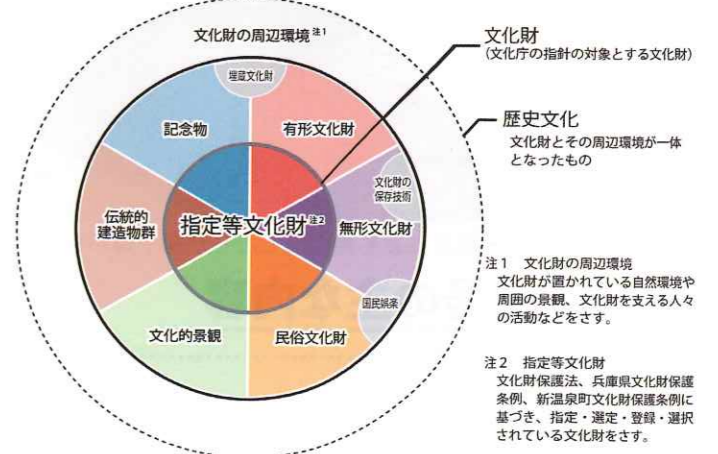 文化財の周辺環境 注1
文化財
(文化庁の指針の対象とする文化財)
埋蔵文化財
記念物
有形文化財
歴史文化
文化財とその周辺環境が一体
となったもの
文化財の
保存技術
伝統的
建造物群
指定等文化財 注2
無形文化財
国民娯楽
文化的景観
民俗文化財
注1 文化財の周辺環境
文化財が置かれている自然環境や
周囲の景観、文化財を支える人々
の活動などをさす。
注2 指定等文化財
文化財保護法、兵庫県文化財保護
条例、新温泉町文化財保護条例に
基づき、指定・選定・登録・選択
されている文化財をさす。